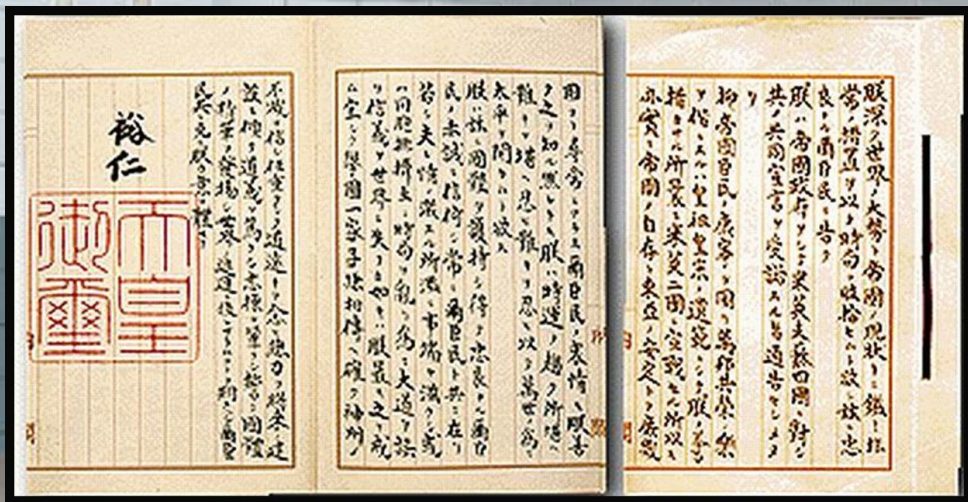 朕深ク世界ノ大勢ト帝國ノ現状トニ鑑ミ非
常ノ措置ヲ以テ時局ヲ收拾セムト欲シ茲ニ忠
良ナル爾臣民ニ告ク
朕ハ帝國政府ヲシテ米英支蘇四國ニ對シ
其ノ共同宣言ヲ受諾スル旨通告セシメタ
リ
抑〻帝國臣民ノ康寧ヲ圖リ萬邦共榮ノ樂
ヲ偕ニスルハ皇祖皇宗ノ遺範ニシテ朕ノ拳々
措カサル所曩ニ米英二國ニ宣戰セル所以モ
亦實ニ帝國ノ自存ト東亞ノ安定トヲ庶幾
固ヨリ尋常ニアラス爾臣民ノ衷情モ朕善
ク之ヲ知ル然レトモ朕ハ時運ノ趨ク所堪ヘ
難キヲ堪ヘ忍ヒ難キヲ忍ヒ以テ萬世ノ爲ニ
太平ヲ開カムト欲ス
朕ハ茲ニ國體ヲ護持シ得テ忠良ナル爾臣
民ノ赤誠ニ信倚シ常ニ爾臣民ト共ニ在リ
若シ夫レ情ノ激スル所濫ニ事端ヲ滋クシ或
ハ同胞排擠互ニ時局ヲ亂リ爲ニ大道ヲ誤
リ信義ヲ世界ニ失フカ如キハ朕最モ之ヲ戒
ム宜シク擧國一家子孫相傳ヘ確ク神州ノ
不滅ヲ信シ任重クシテ道遠キヲ念ヒ總力ヲ將來ノ建
設ニ傾ケ道義ヲ篤クシ志操ヲ鞏クシ誓テ國體
ノ精華ヲ發揚シ世界ノ進運ニ後レサラムコトヲ期スヘシ爾臣
民其レ克ク朕カ意ヲ體セヨ
裕仁
天皇
御璽